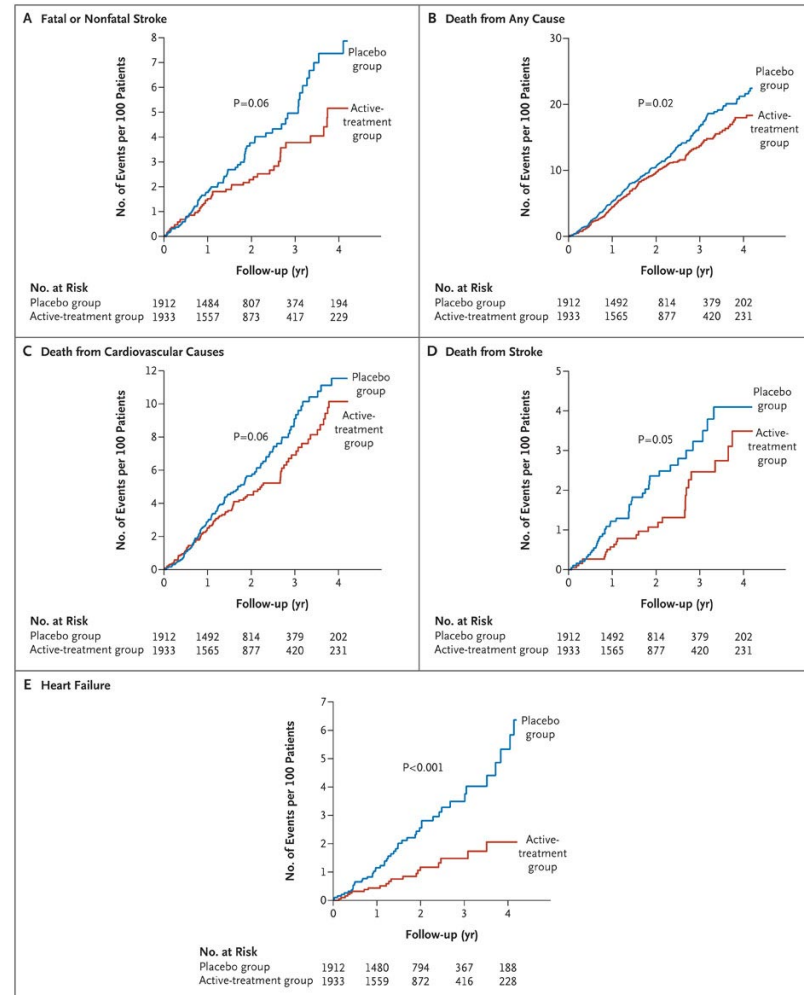 A Fatal or Nonfatal Stroke
No. of Events per 100 Patients
8
7
6
5
4
3
2
1
0
0 1 2 3 4
Follow-up (yr)
P=0.06
Placebo
group
Active-
treatment
group
No. at Risk
Placebo group 1912 1484 807 374 194
Active-treatment group 1933 1557 873 417 229
B Death from Any Cause
No. of Events per 100 Patients
30
20
10
0
0 1 2 3 4
Follow-up (yr)
P=0.02
Placebo
group
Active-
treatment
group
No. at Risk
Placebo group 1912 1492 814 379 202
Active-treatment group 1933 1565 877 420 231
C Death from Cardiovascular Causes
No. of Events per 100 Patients
12
10
8
6
4
2
0
0 1 2 3 4
Follow-up (yr)
P=0.06
Placebo
group
Active-
treatment
group
No. at Risk
Placebo group 1912 1492 814 379 202
Active-treatment group 1933 1565 877 420 231
D Death from Stroke
No. of Events per 100 Patients
5
4
3
2
1
0
0 1 2 3 4
Follow-up (yr)
P=0.05
Placebo
group
Active-
treatment
group
No. at Risk
Placebo group 1912 1492 814 379 202
Active-treatment group 1933 1565 877 420 231
E Heart Failure
No. of Events per 100 Patients
7
6
5
4
3
2
1
0
0 1 2 3 4
Follow-up (yr)
P<0.001
Placebo
group
Active-
treatment
group
No. at Risk
Placebo group 1912 1480 794 367 188
Active-treatment group 1933 1559 872 416 228